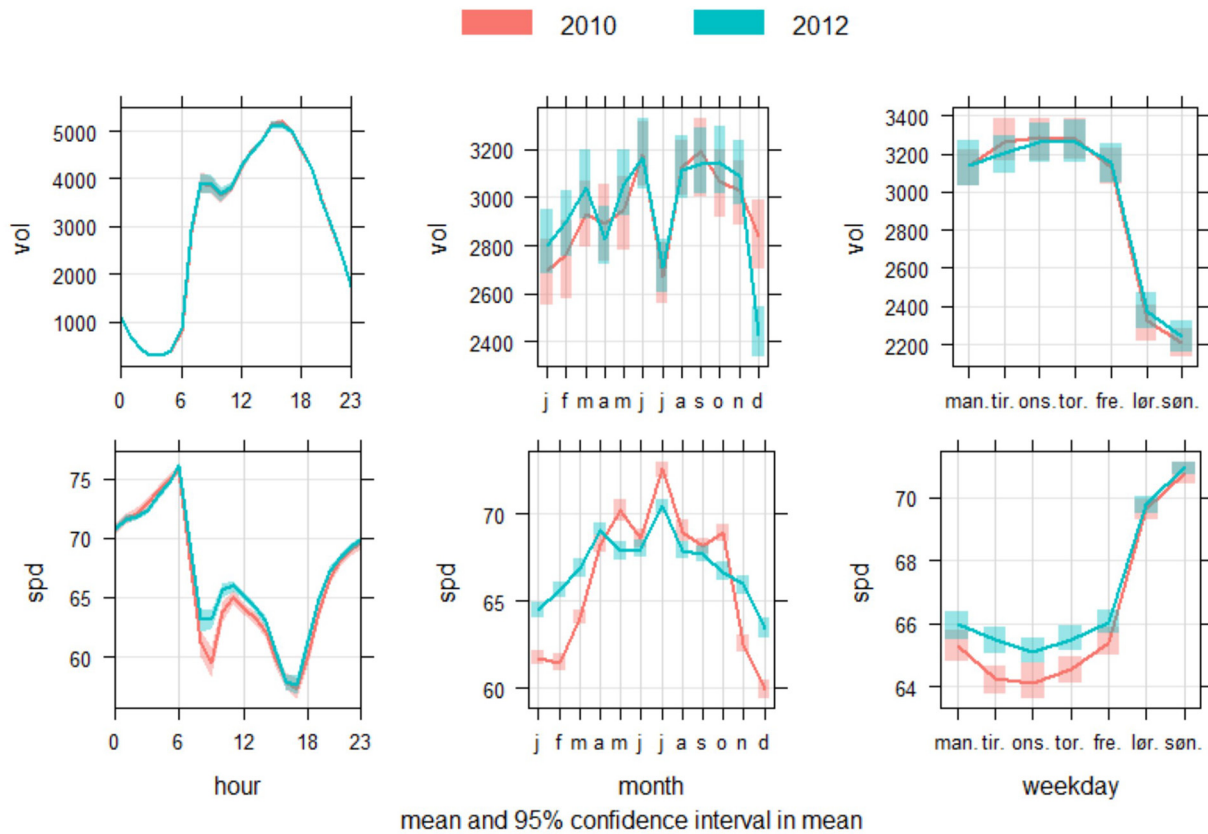 2010 2012
vol
5000
4000
3000
2000
1000
0 6 12 18 23
vol
3200
3000
2800
2600
2400
j f m a m j j a s o n d
vol
3400
3200
3000
2800
2600
2400
2200
man. tir. ons. tor. fre. lør. søn.
spd
75
70
65
60
0 6 12 18 23
hour
spd
70
65
60
j f m a m j j a s o n d
month
spd
70
68
66
64
man. tir. ons. tor. fre. lør. søn.
weekday
mean and 95% confidence interval in mean